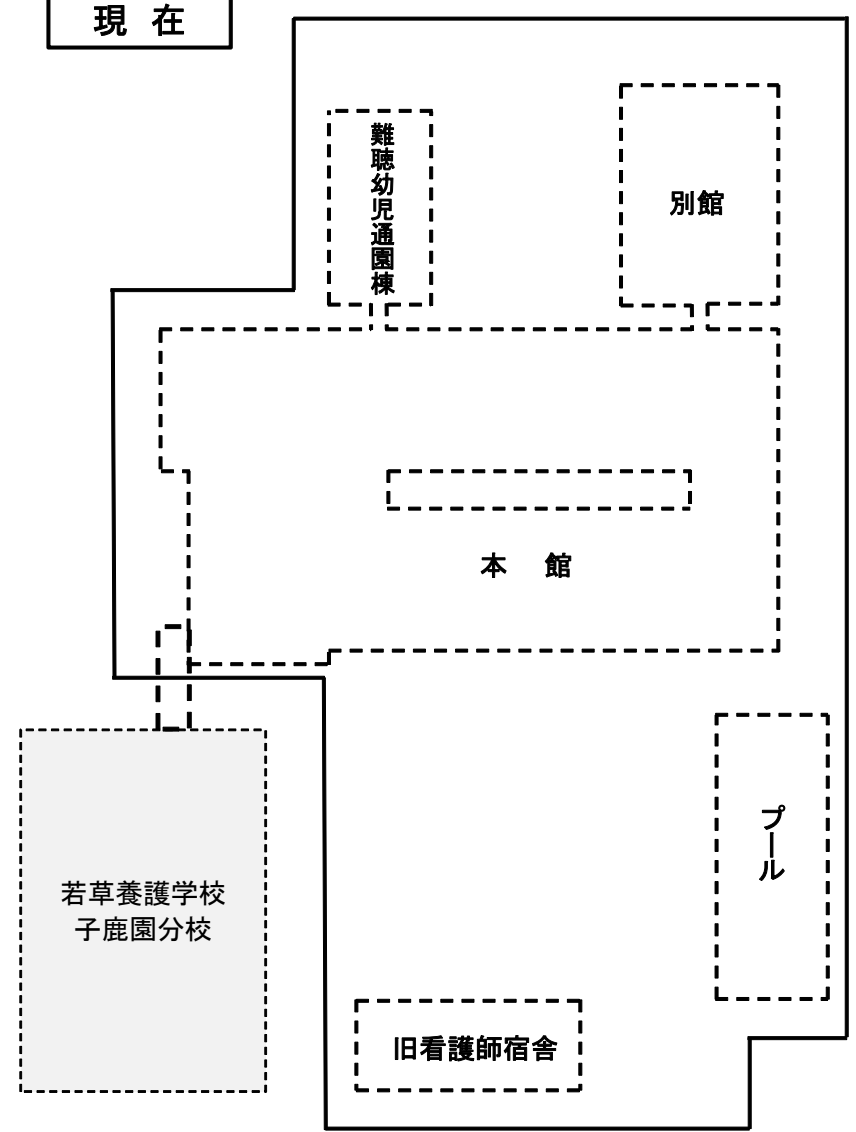 現 在
難聴幼児通園棟
別館
本 館
プール
若草養護学校
子鹿園分校
旧看護師宿舎